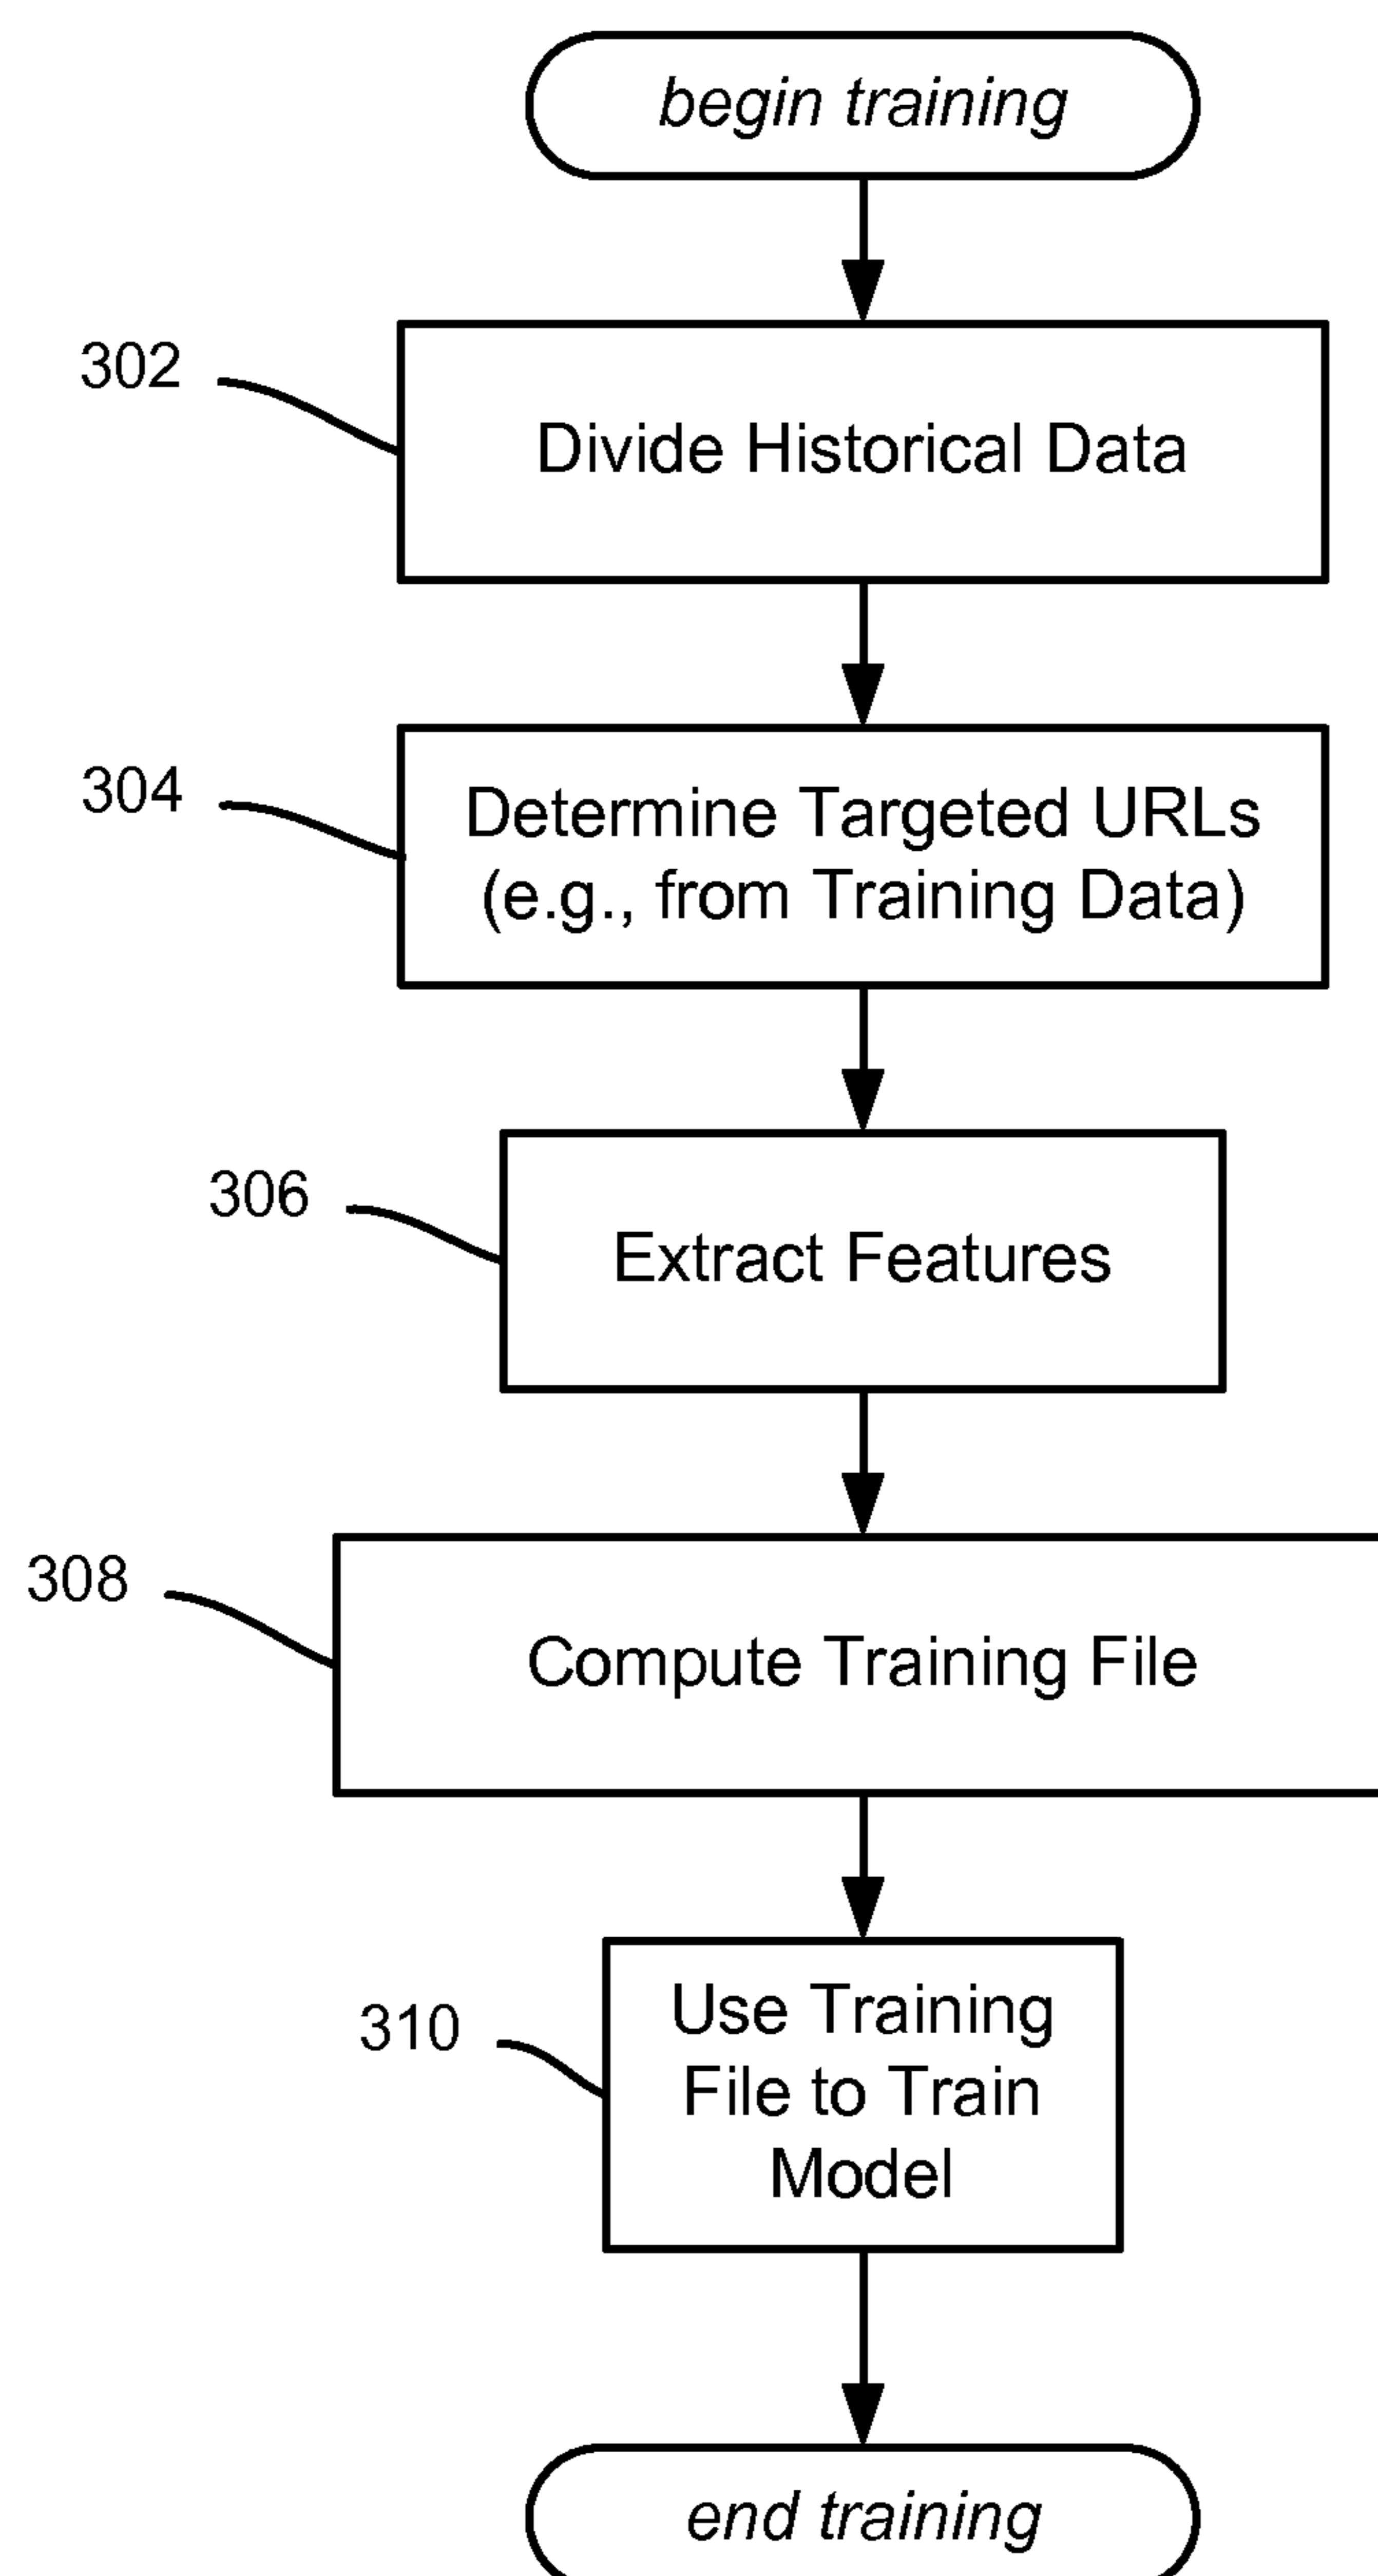 begin training
302
Divide Historical Data
304
Determine Targeted URLs
(e.g., from Training Data)
306
Extract Features
308
Compute Training File
310
Use Training
File to Train
Model
end training